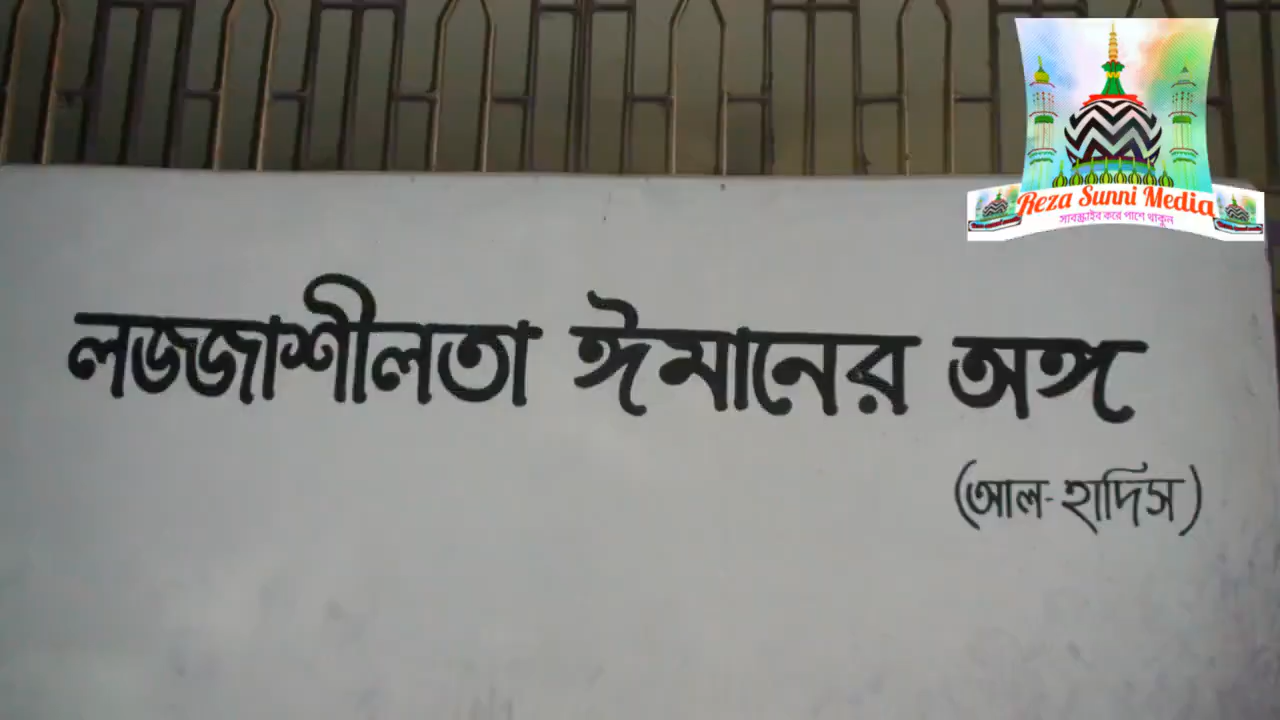 লজ্জাশীলতা ঈমানের অঙ্গ
(আল-হাদিস)
Reza Sunni Media
সাবস্ক্রাইব করে পাশে থাকুন